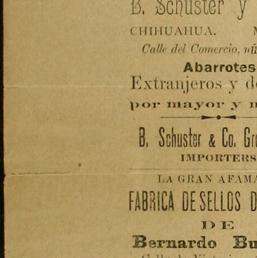 B. Schuster y
CHIHUAHUA.
Calle del Comercio,
Abarrotes
Extranjeros y d
por mayor y
B. Schuster & Co.
IMPORTERS
LA GRAN AFAMA
FABRICA DE SELLOS D
DE
Bernardo Bu